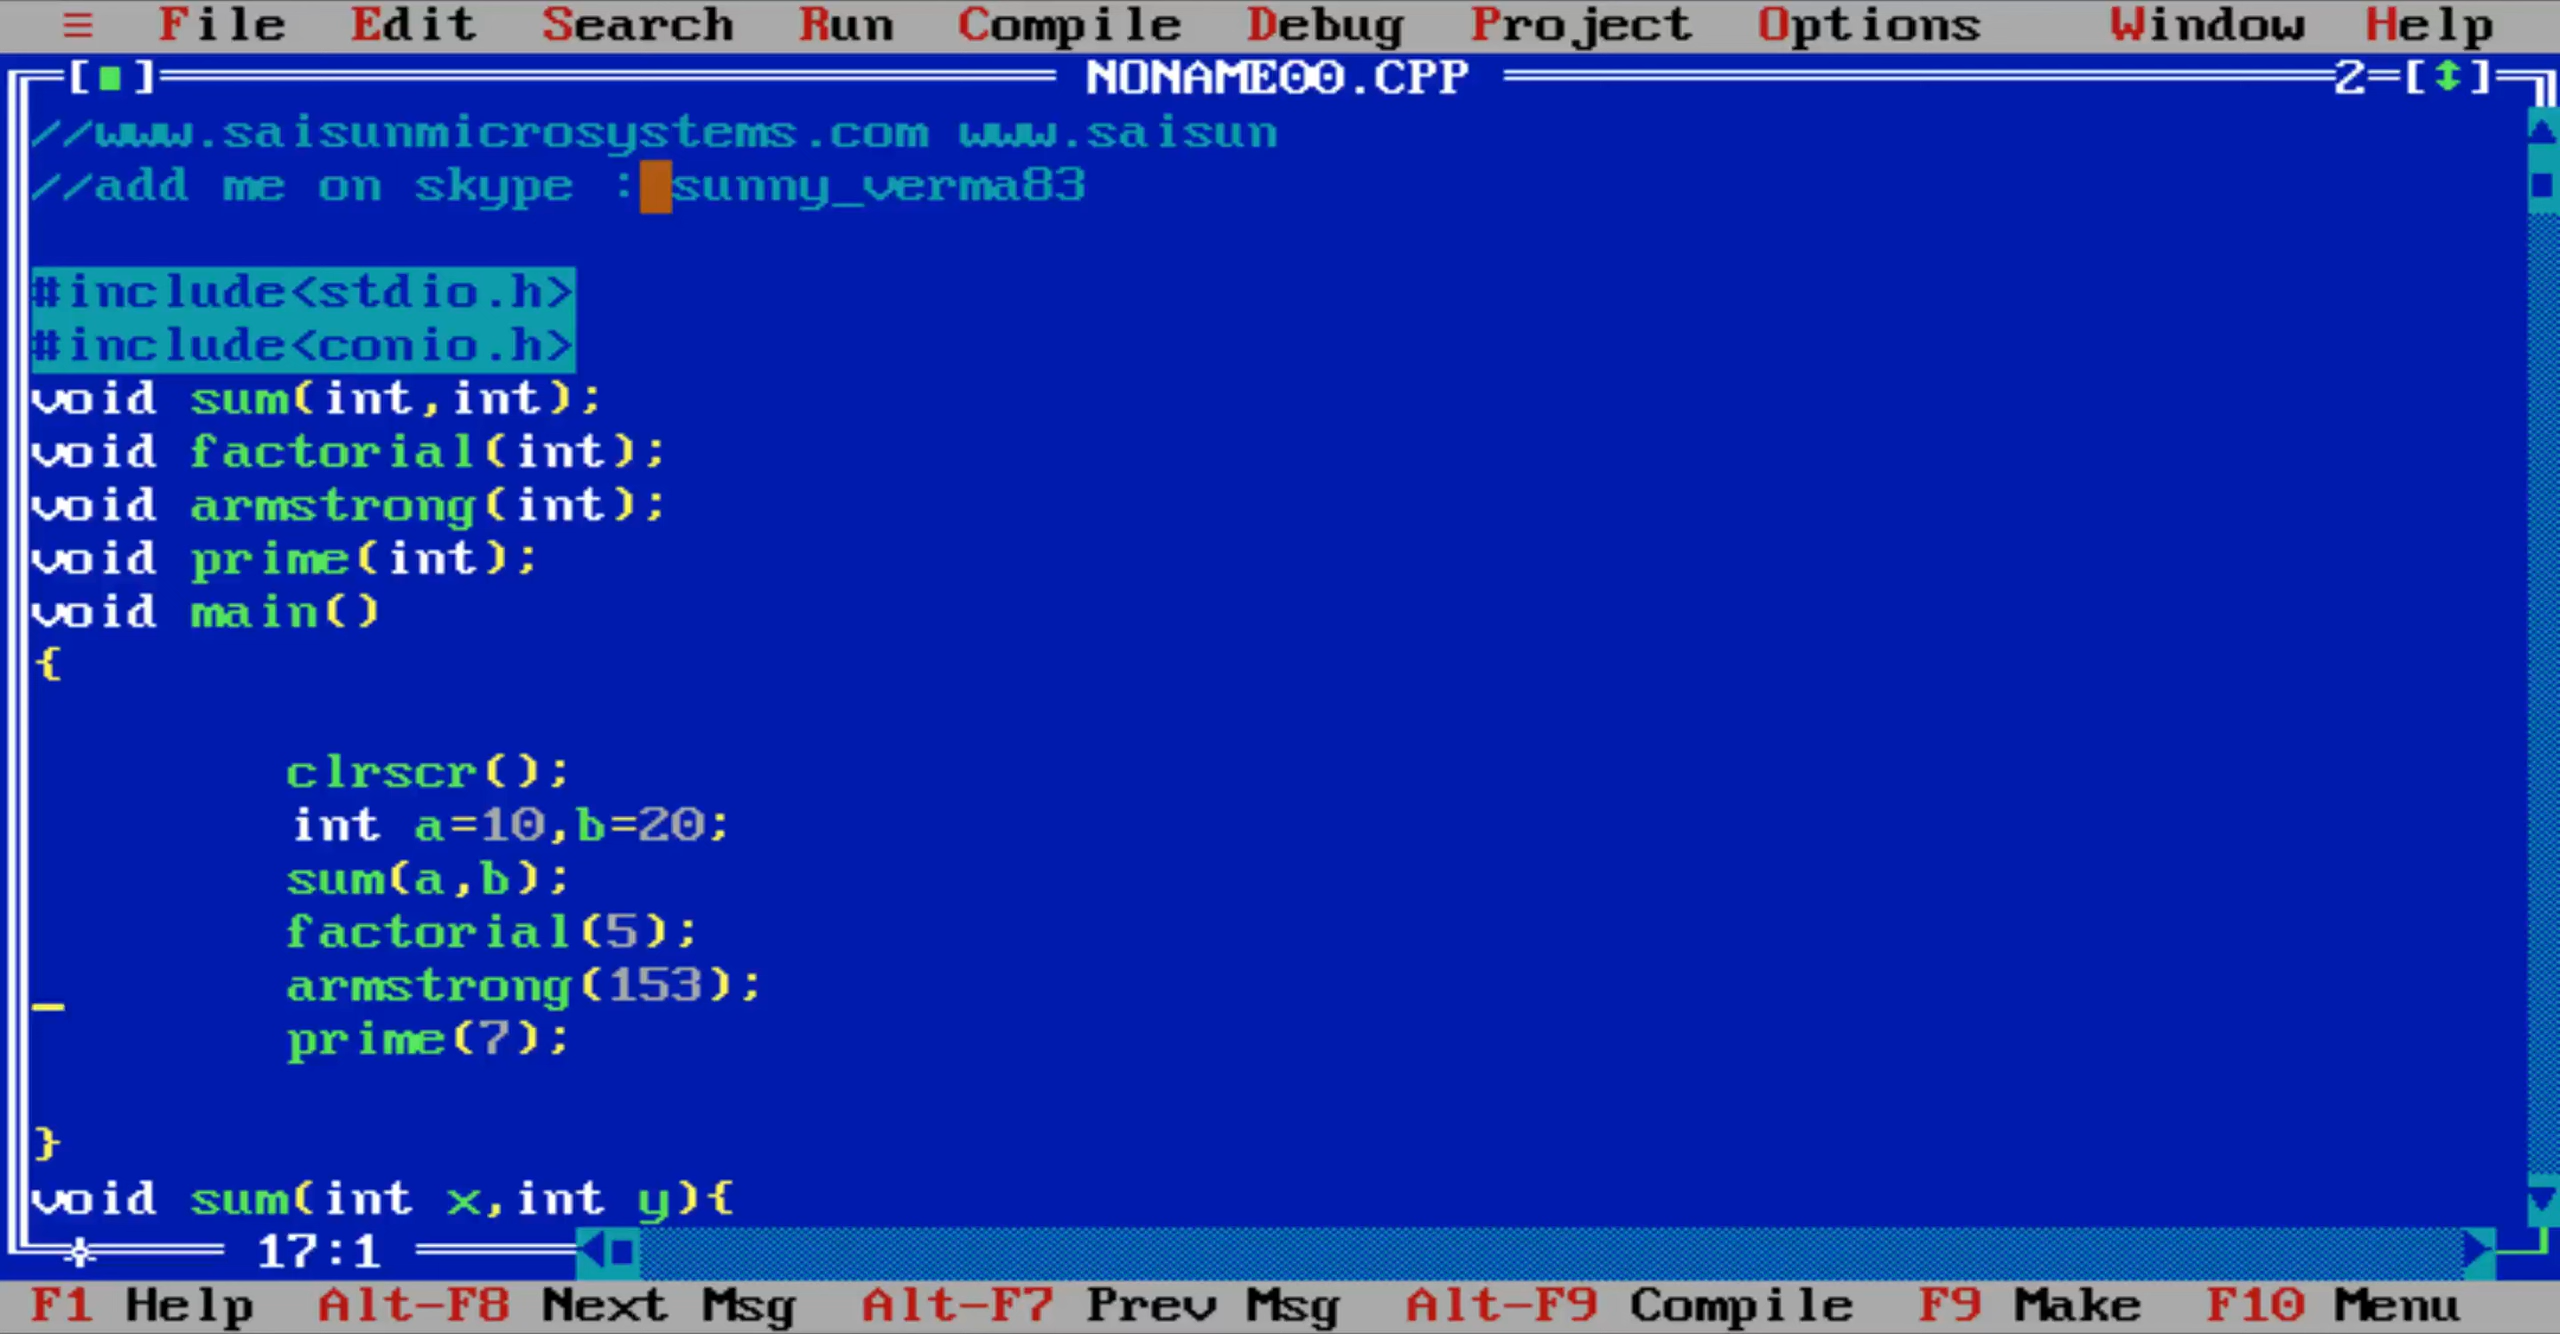 ≡ File Edit Search Run Compile Debug Project Options Window Help
[■] NONAME00.CPP 2=[↕]
//www.saisunmicrosystems.com www.saisun
//add me on skype : sunny_verma83
#include<stdio.h>
#include<conio.h>
void sum(int,int);
void factorial(int);
void armstrong(int);
void prime(int);
void main()
{
clrscr();
int a=10,b=20;
sum(a,b);
factorial(5);
armstrong(153);
prime(7);
}
void sum(int x,int y){
17:1
F1 Help Alt-F8 Next Msg Alt-F7 Prev Msg Alt-F9 Compile F9 Make F10 Menu